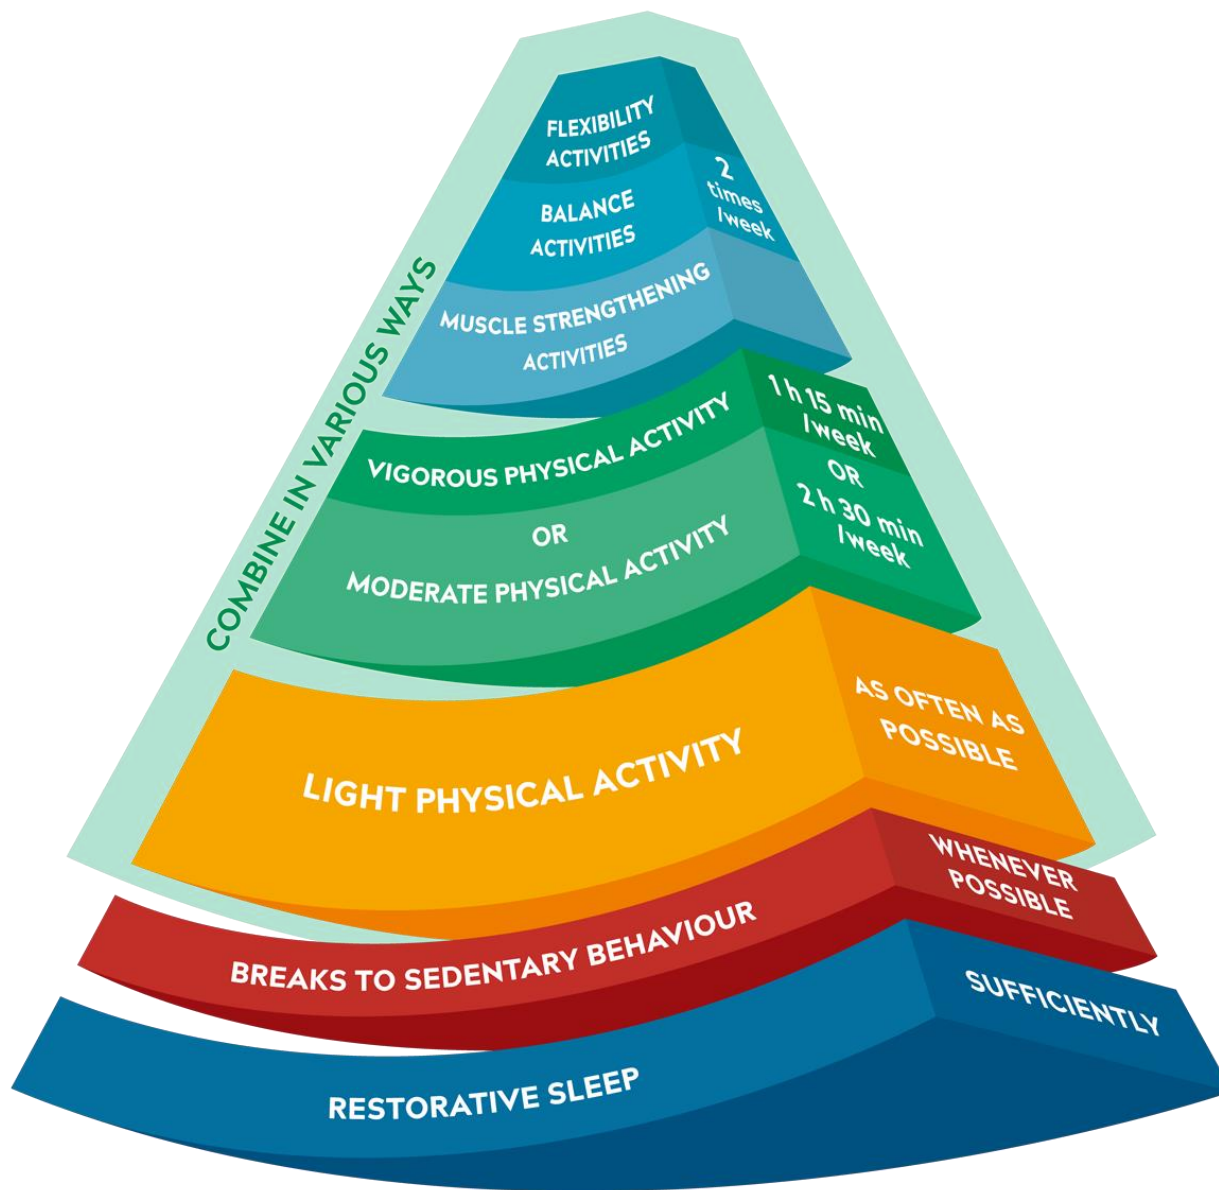 FLEXIBILITY
ACTIVITIES
BALANCE
ACTIVITIES
2
times
/week
MUSCLE STRENGTHENING
ACTIVITIES
COMBINE IN VARIOUS WAYS
VIGOROUS PHYSICAL ACTIVITY
1 h 15 min
/week
OR
OR
MODERATE PHYSICAL ACTIVITY
2 h 30 min
/week
LIGHT PHYSICAL ACTIVITY
AS OFTEN AS
POSSIBLE
BREAKS TO SEDENTARY BEHAVIOUR
WHENEVER
POSSIBLE
RESTORATIVE SLEEP
SUFFICIENTLY